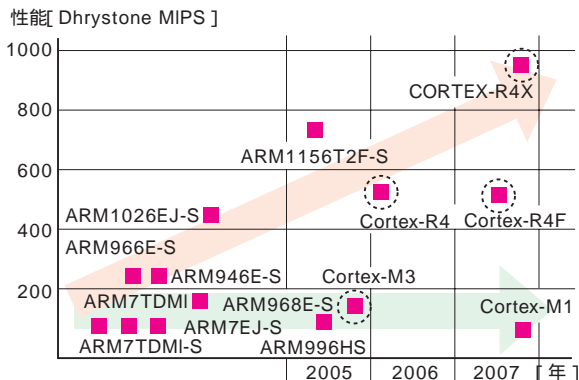 性能[ Dhrystone MIPS ]
1000
CORTEX-R4X
800
ARM1156T2F-S
600
ARM1026EJ-S
Cortex-R4
Cortex-R4F
400
ARM966E-S
ARM946E-S
Cortex-M3
200
ARM7TDMI
ARM968E-S
Cortex-M1
ARM7EJ-S
ARM7TDMI-S
ARM996HS
2005
2006
2007
[ 年 ]